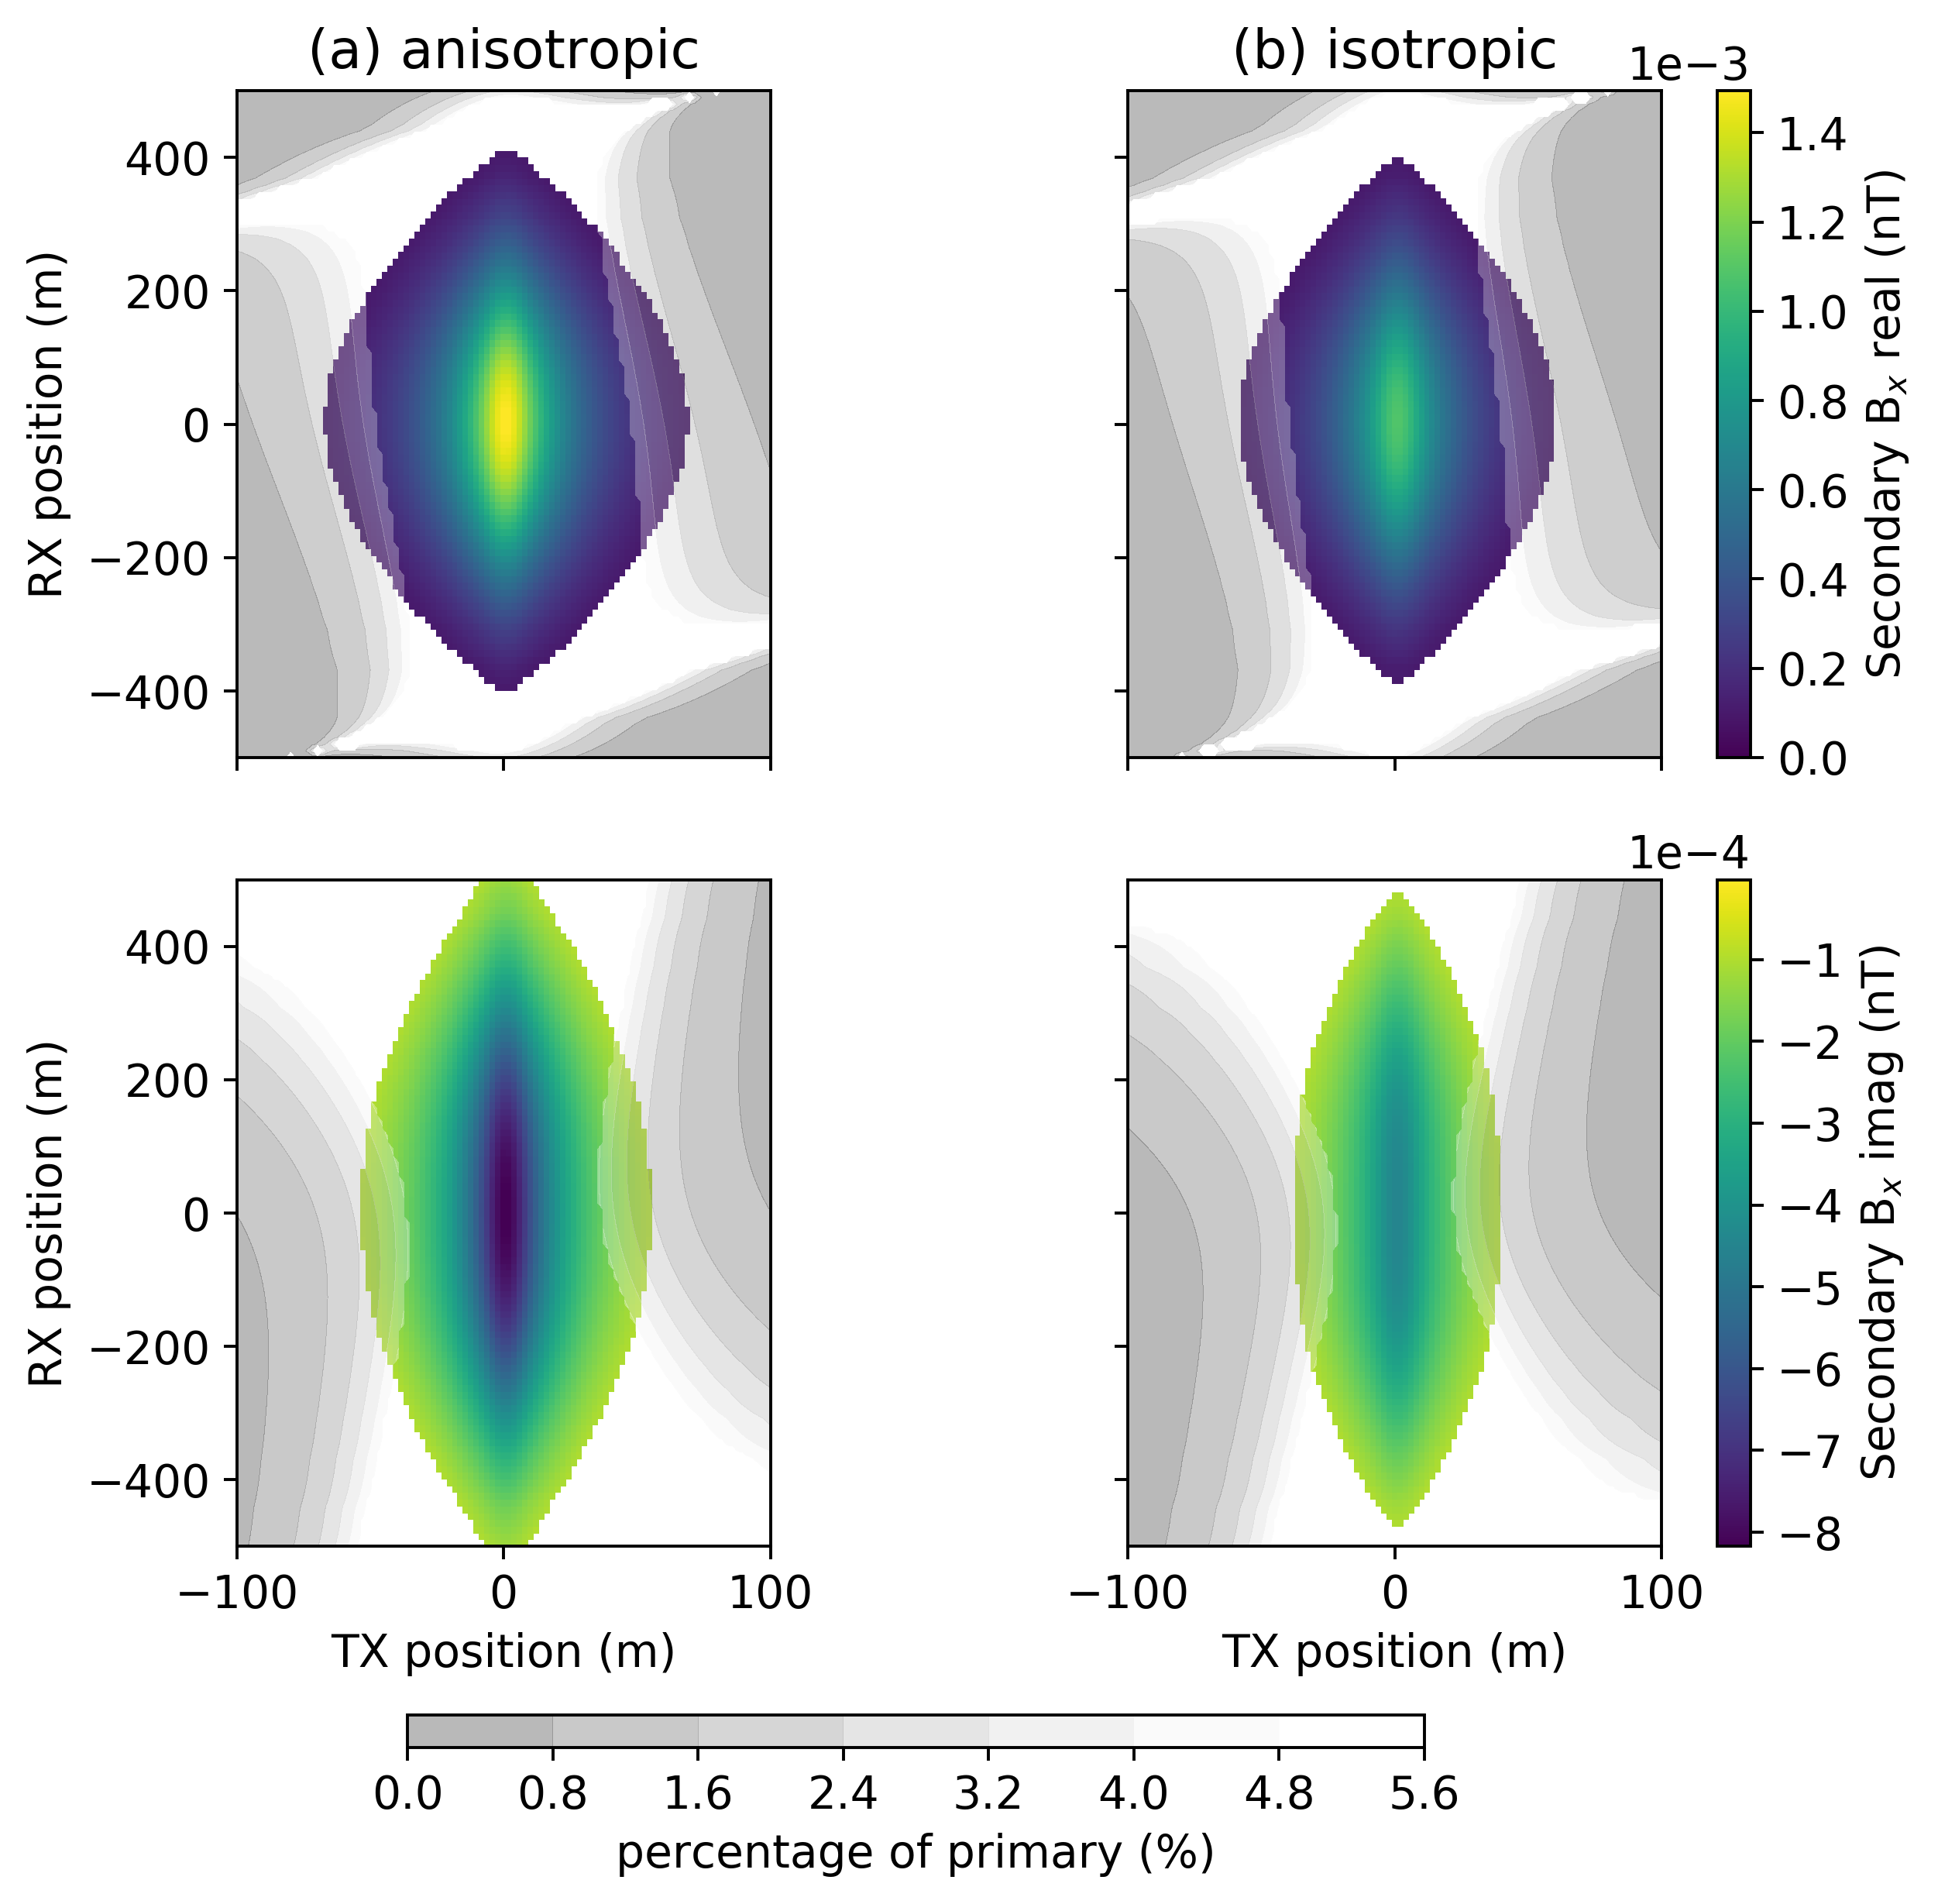 (a) anisotropic
(b) isotropic
1e−3
RX position (m)
400
200
0
−200
−400
1.4
1.2
1.0
0.8
0.6
0.4
0.2
0.0
Secondary Bₓ real (nT)
1e−4
RX position (m)
400
200
0
−200
−400
−1
−2
−3
−4
−5
−6
−7
−8
Secondary Bₓ imag (nT)
−100 0 100
−100 0 100
TX position (m)
TX position (m)
0.0 0.8 1.6 2.4 3.2 4.0 4.8 5.6
percentage of primary (%)